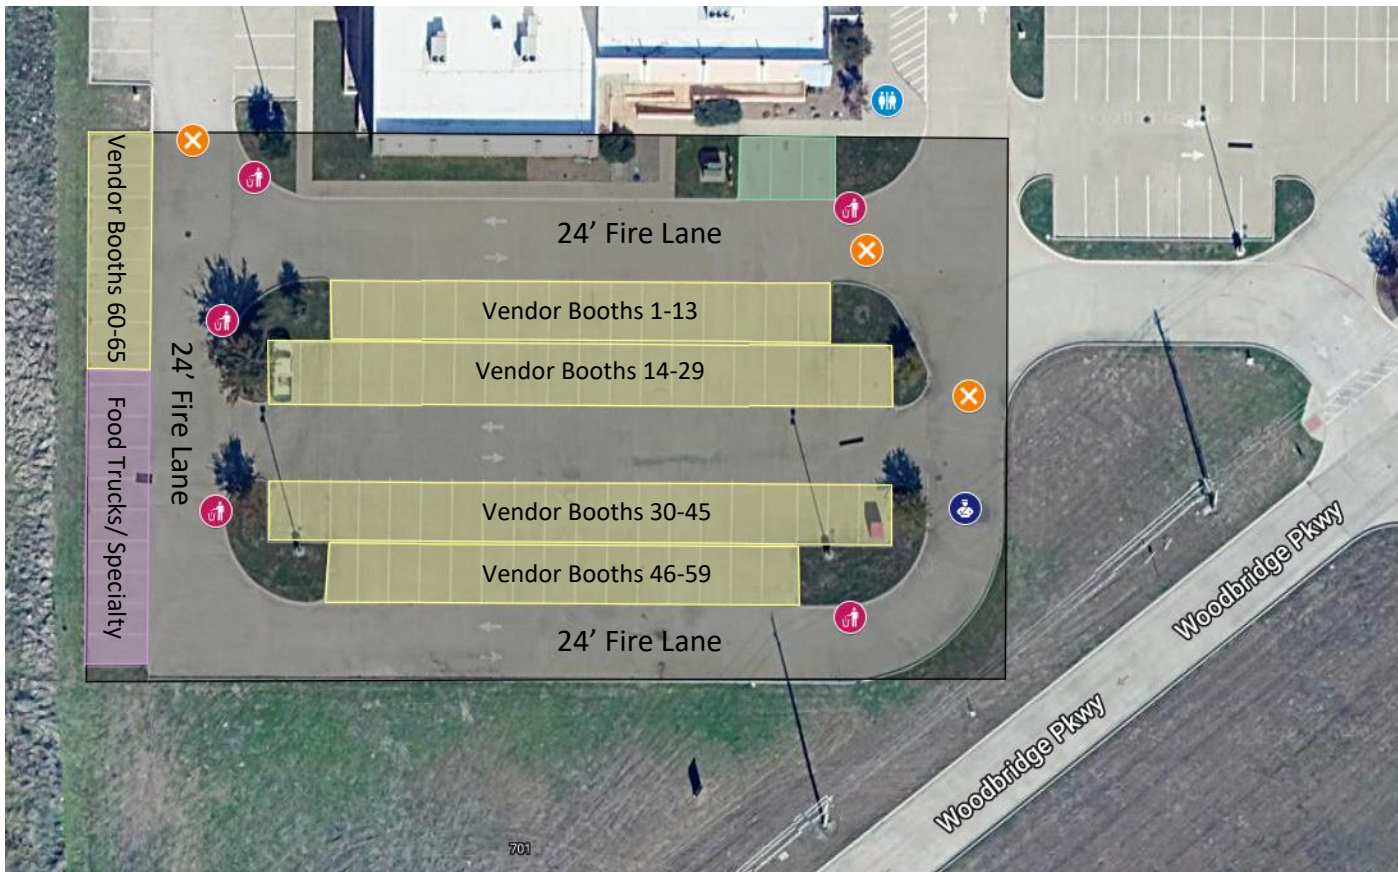 24’ Fire Lane
Vendor Booths 60-65
Vendor Booths 1-13
Vendor Booths 14-29
24’ Fire Lane
Food Trucks/ Specialty
Vendor Booths 30-45
Vendor Booths 46-59
24’ Fire Lane
Woodbridge Pkwy
Woodbridge Pkwy
701